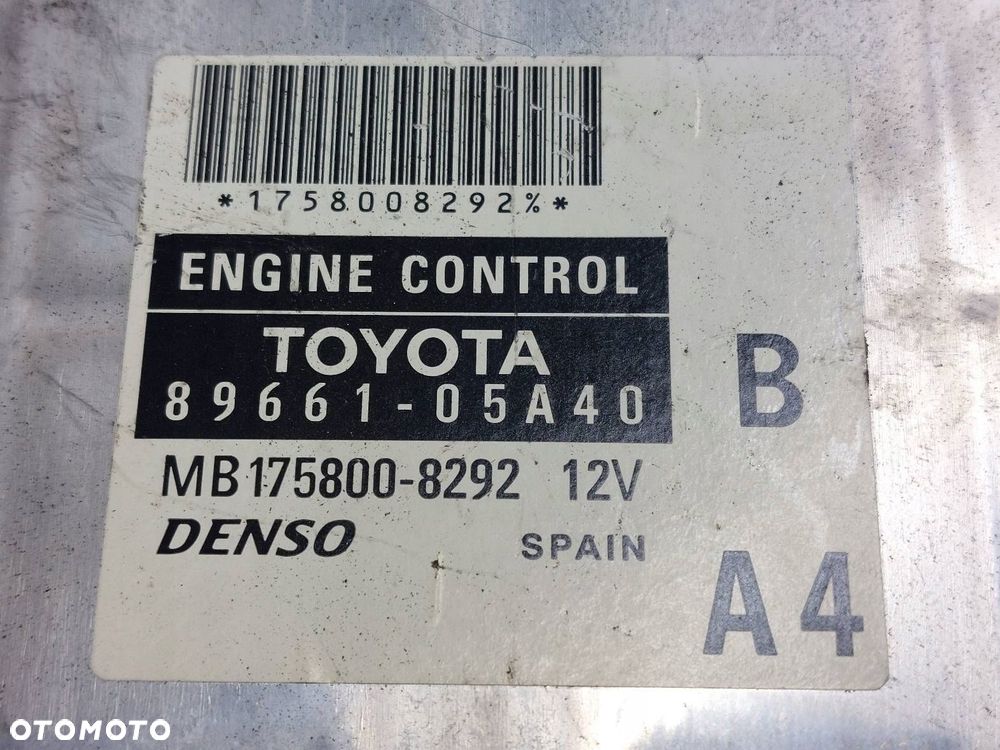 *1758008292%*
ENGINE CONTROL
TOYOTA
89661-05A40
B
MB175800-8292 12V
DENSO SPAIN
A4
OTOMOTO